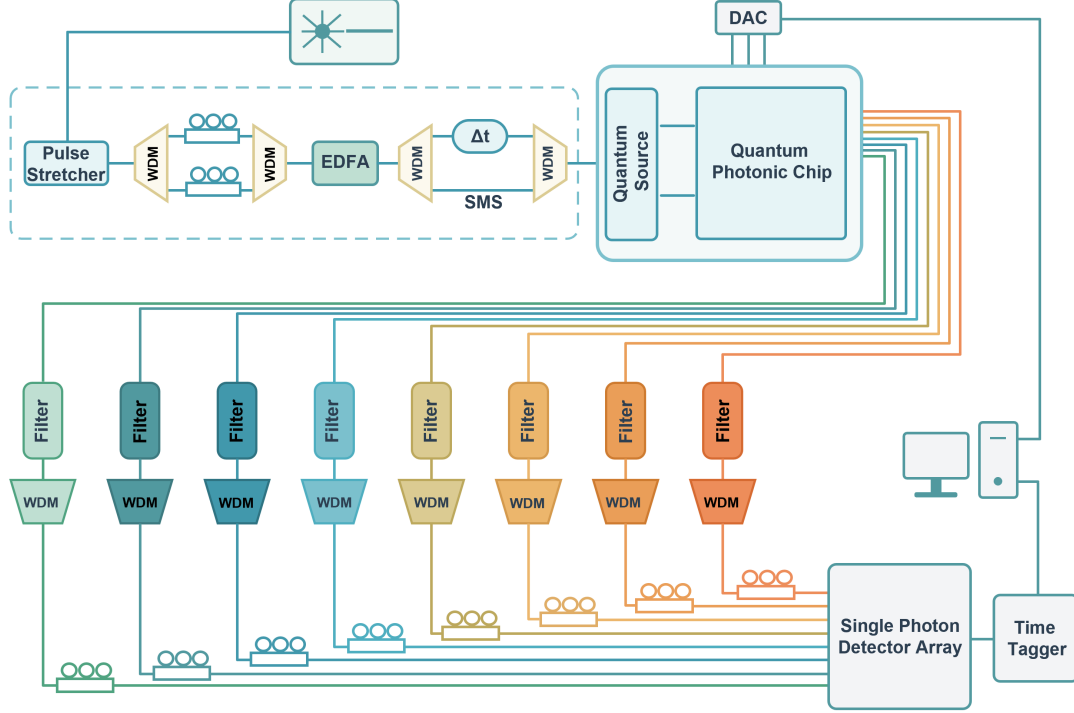 DAC
Pulse
Stretcher
WDM
WDM
EDFA
WDM
Δt
SMS
WDM
Quantum
Source
Quantum
Photonic Chip
Filter
Filter
Filter
Filter
Filter
Filter
Filter
Filter
WDM
WDM
WDM
WDM
WDM
WDM
WDM
WDM
Single Photon
Detector Array
Time
Tagger